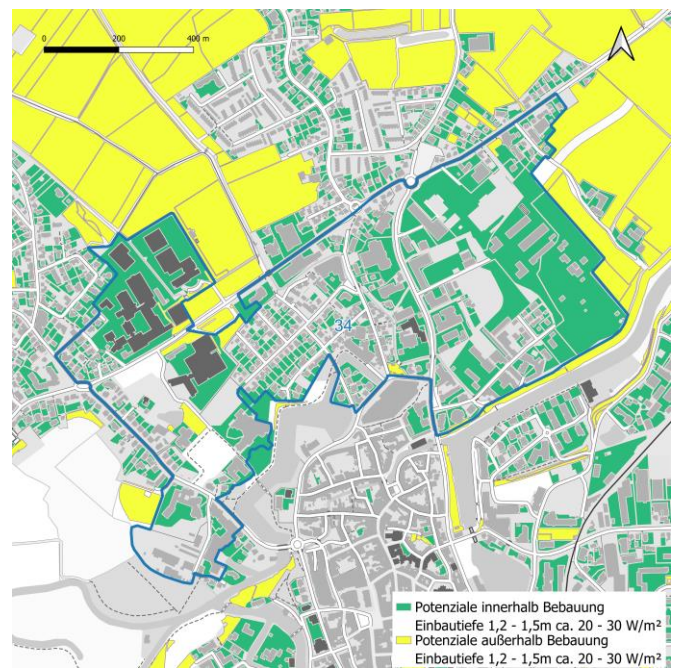 0 200 400 m
34
Potenziale innerhalb Bebauung
Einbautiefe 1,2 - 1,5m ca. 20 - 30 W/m²
Potenziale außerhalb Bebauung
Einbautiefe 1,2 - 1,5m ca. 20 - 30 W/m²